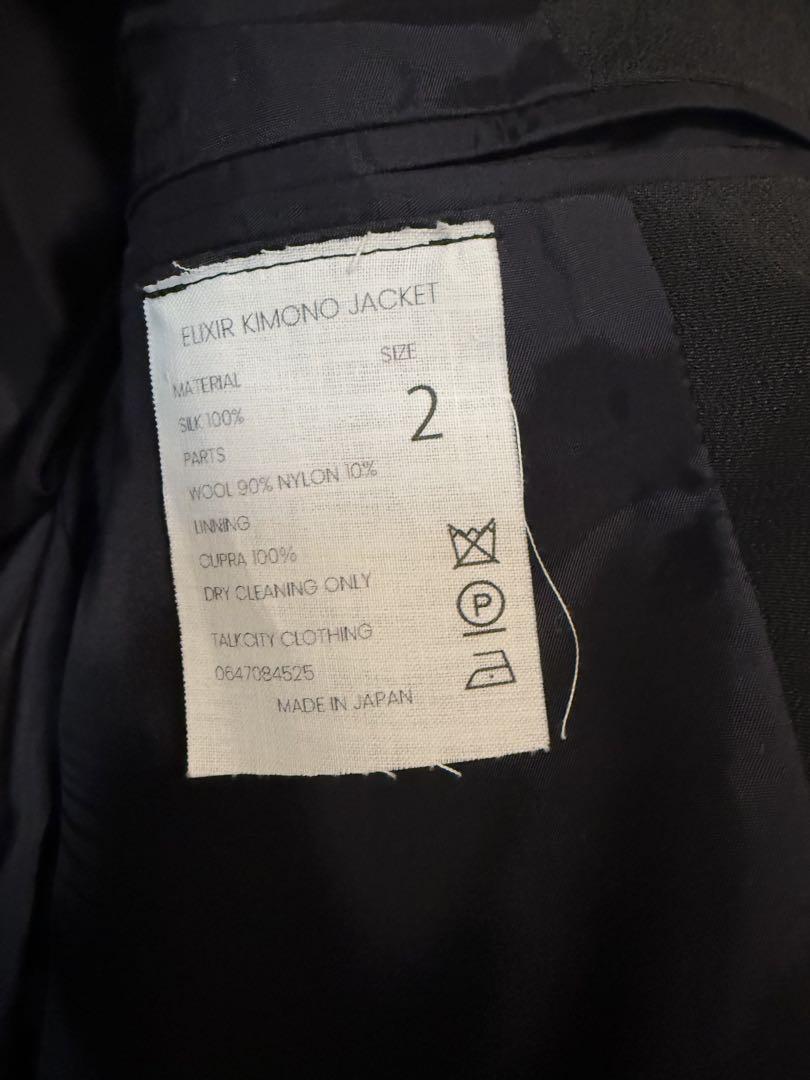 ELIXIR KIMONO JACKET
SIZE
2
MATERIAL
SILK 100%
PARTS
WOOL 90% NYLON 10%
LINNING
CUPRA 100%
DRY CLEANING ONLY
TALKCITY CLOTHING
0647084525
MADE IN JAPAN
P